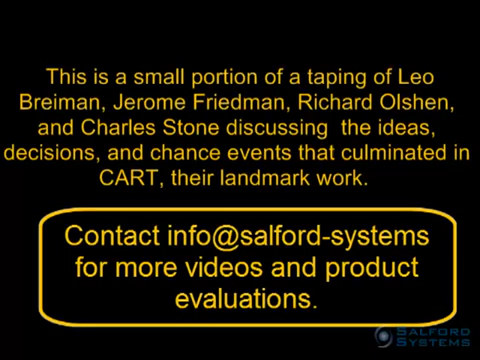 This is a small portion of a taping of Leo
Breiman, Jerome Friedman, Richard Olshen,
and Charles Stone discussing the ideas,
decisions, and chance events that culminated in
CART, their landmark work.
Contact info@salford-systems
for more videos and product
evaluations.
SALFORD
SYSTEMS